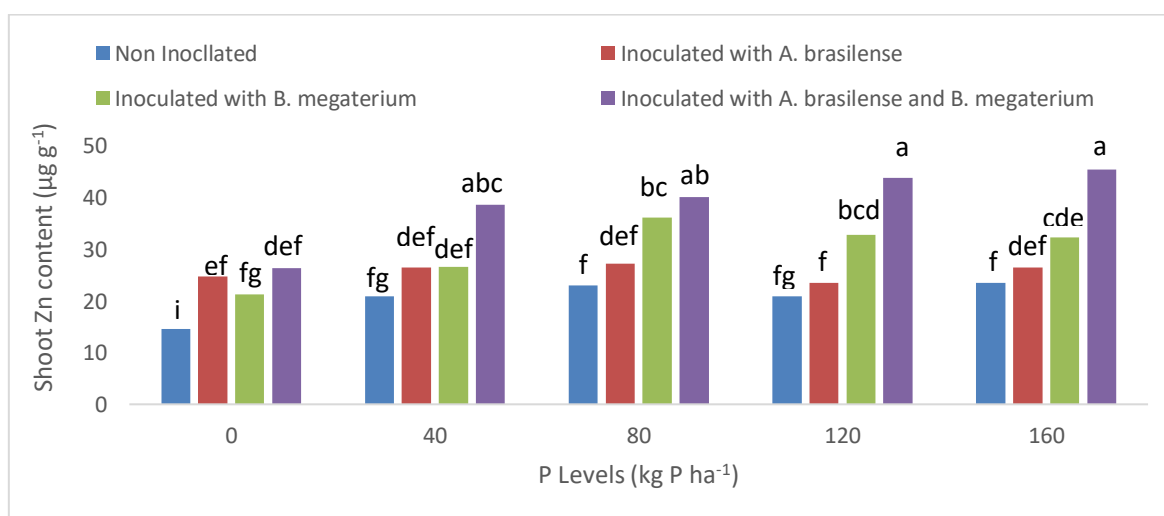 Non Inocllated
Inoculated with A. brasilense
Inoculated with B. megaterium
Inoculated with A. brasilense and B. megaterium
Shoot Zn content (µg g⁻¹)
50
40
30
20
10
0
i
ef
fg
def
fg
def
def
abc
f
def
bc
ab
fg
f
bcd
a
f
def
cde
a
0 40 80 120 160
P Levels (kg P ha⁻¹)